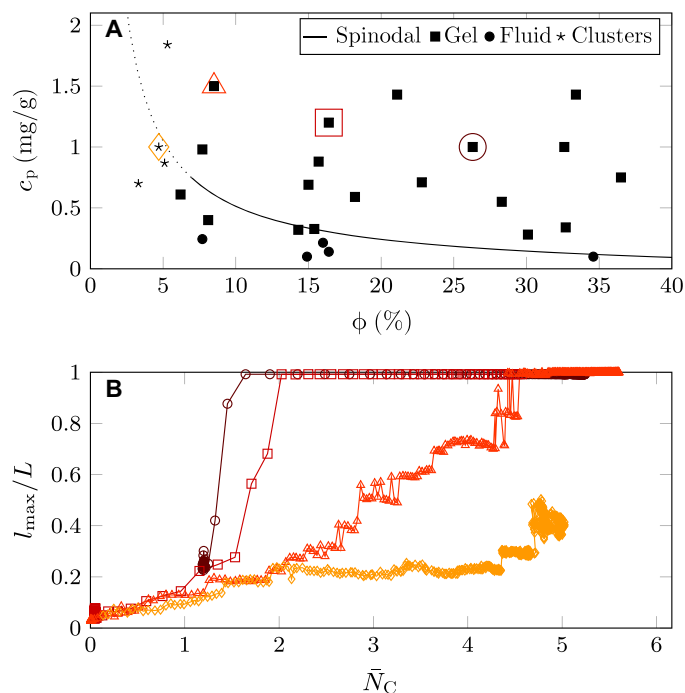 A
Spinodal Gel Fluid Clusters
2
1.5
1
0.5
0
c_p (mg/g)
0 5 10 15 20 25 30 35 40
ϕ (%)
B
1
0.8
0.6
0.4
0.2
0
l_max/L
0 1 2 3 4 5 6
N̄_C